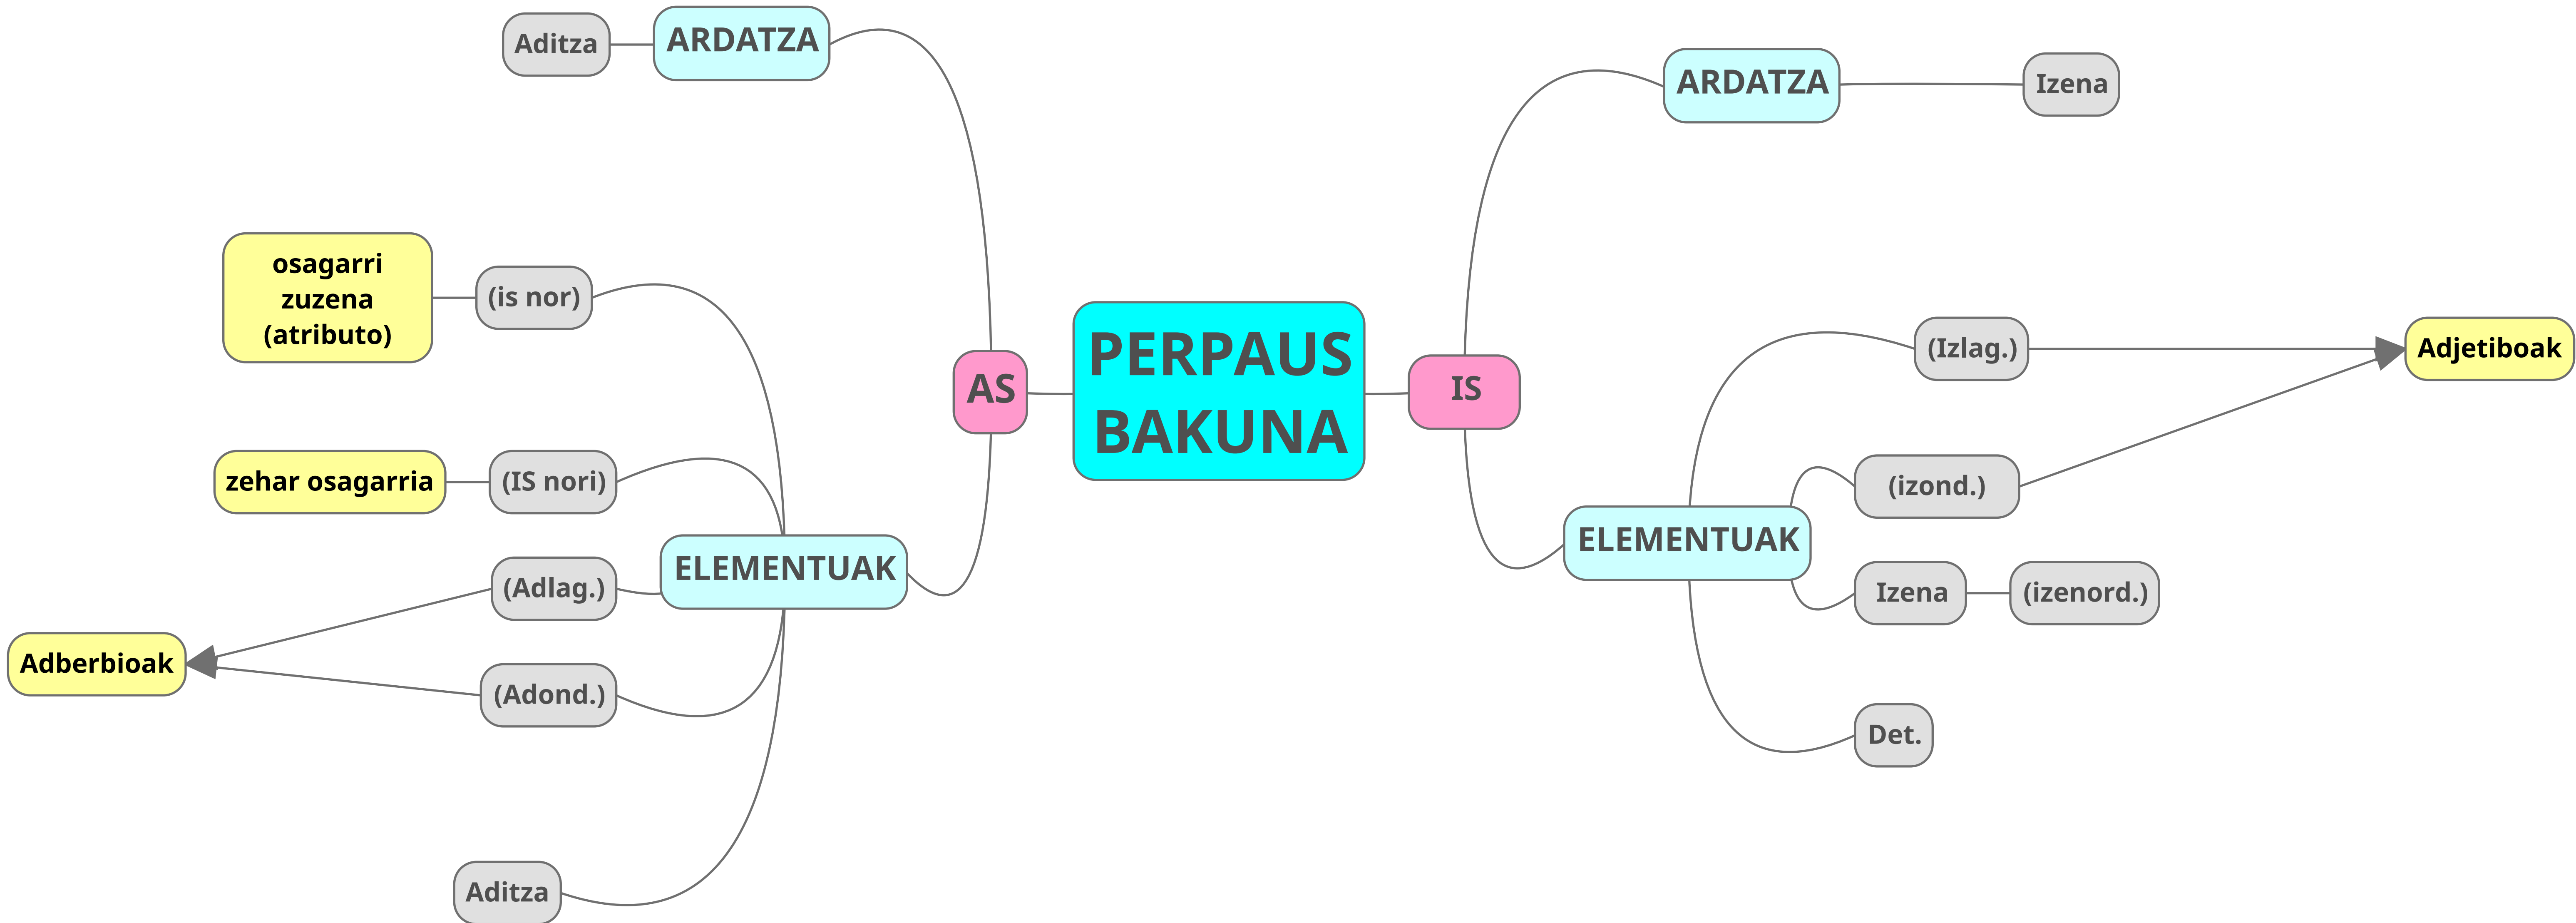 PERPAUS
BAKUNA
AS
ARDATZA
Aditza
ELEMENTUAK
(is nor)
osagarri
zuzena
(atributo)
(IS nori)
zehar osagarria
(Adlag.)
(Adond.)
Adberbioak
Aditza
IS
ARDATZA
Izena
ELEMENTUAK
(Izlag.)
Adjetiboak
(izond.)
Izena
(izenord.)
Det.